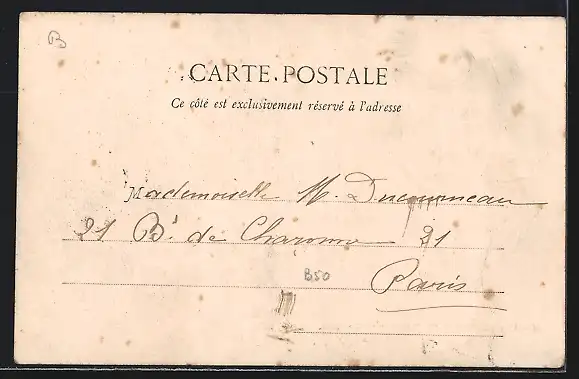 B
CARTE POSTALE
Ce côté est exclusivement réservé à l'adresse
Mademoiselle M. Ducourneau
21 Bd de Charonne 21
B50
Paris